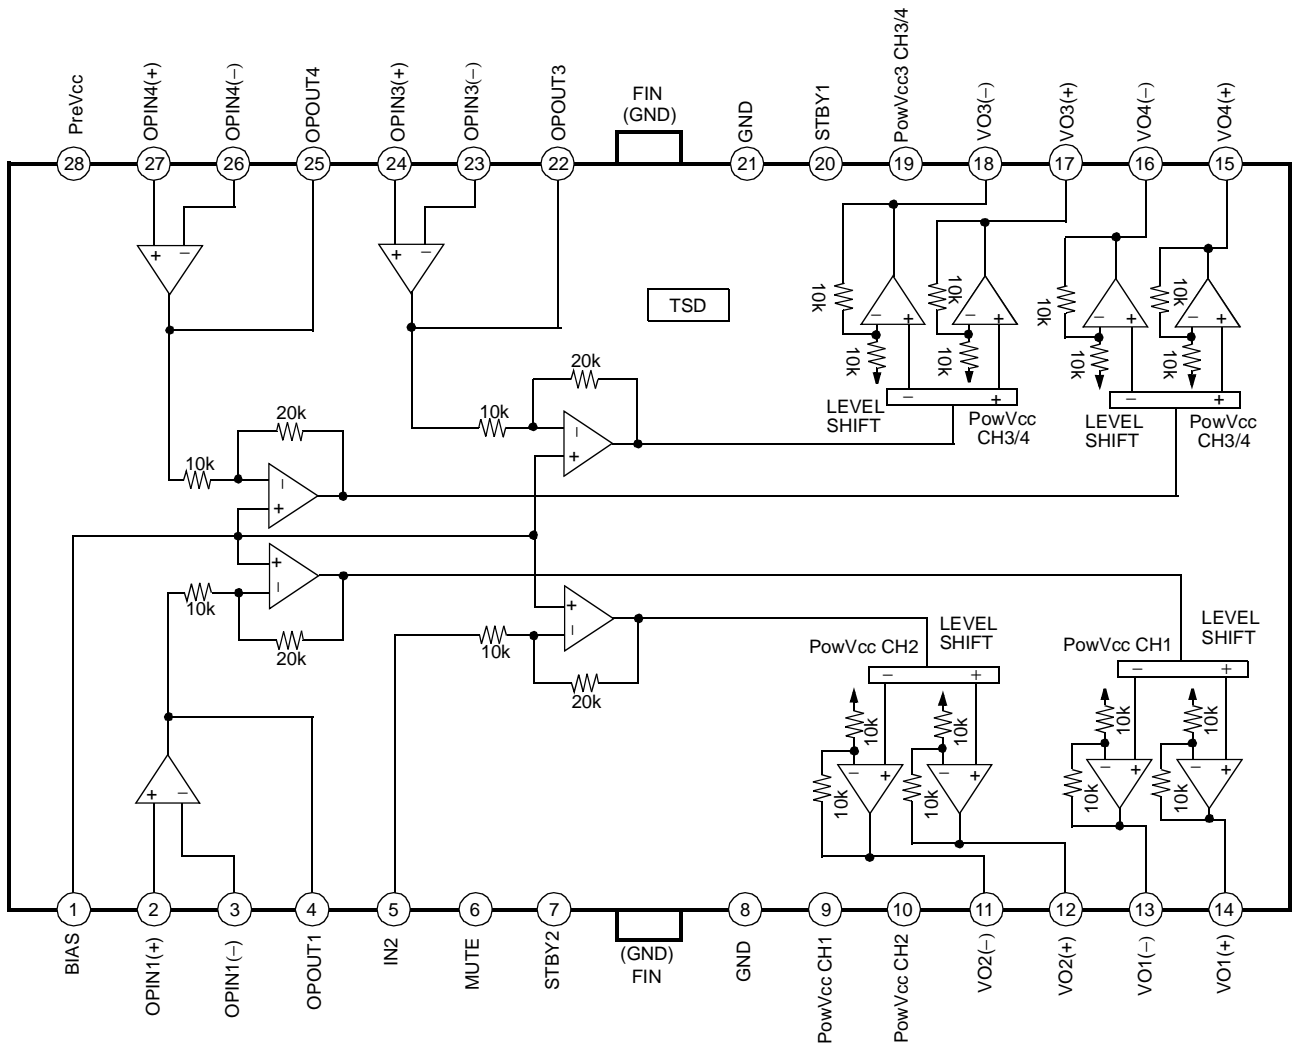 PreVcc
OPIN4(+)
OPIN4(−)
OPOUT4
OPIN3(+)
OPIN3(−)
OPOUT3
FIN
(GND)
GND
STBY1
PowVcc3 CH3/4
VO3(−)
VO3(+)
VO4(−)
VO4(+)
28
27
26
25
24
23
22
21
20
19
18
17
16
15
+ −
+ −
TSD
10k
10k
10k
10k
− +
− +
− +
− +
10k
10k
10k
10k
20k
10k
−
+
− +
LEVEL
SHIFT
PowVcc
CH3/4
− +
LEVEL
SHIFT
PowVcc
CH3/4
20k
10k
−
+
+
−
10k
20k
+
−
10k
20k
LEVEL
SHIFT
PowVcc CH2
− +
LEVEL
SHIFT
PowVcc CH1
− +
10k
10k
10k
10k
− +
− +
− +
− +
10k
10k
10k
10k
+ −
1
2
3
4
5
6
7
8
9
10
11
12
13
14
BIAS
OPIN1(+)
OPIN1(−)
OPOUT1
IN2
MUTE
STBY2
(GND)
FIN
GND
PowVcc CH1
PowVcc CH2
VO2(−)
VO2(+)
VO1(−)
VO1(+)